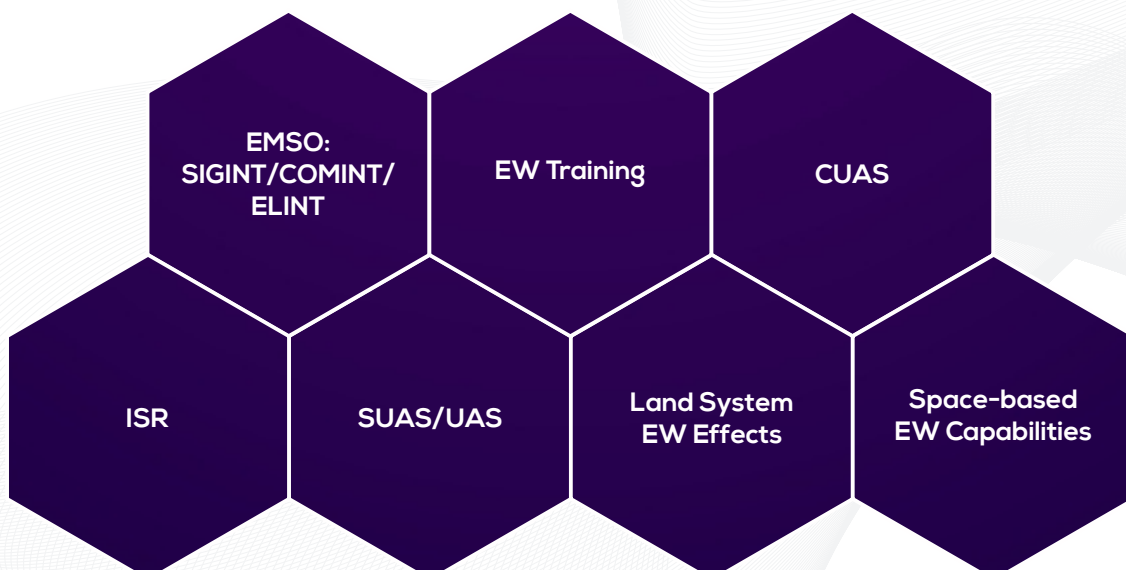 EMSO:
SIGINT/COMINT/
ELINT
EW Training
CUAS
ISR
SUAS/UAS
Land System
EW Effects
Space-based
EW Capabilities